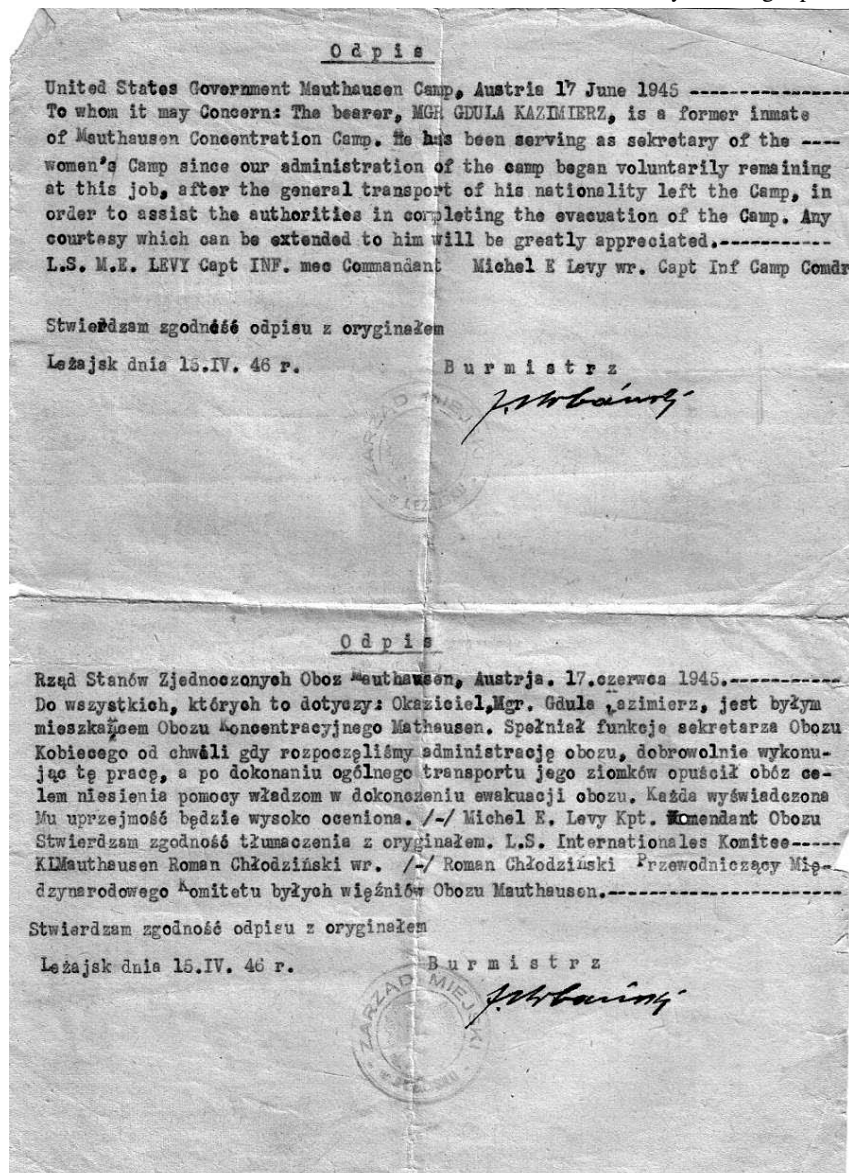 Odpis
United States Government Mauthausen Camp, Austria 17 June 1945 -----------------
To whom it may Concern: The bearer, MGR GDULA KAZIMIERZ, is a former inmate
of Mauthausen Concentration Camp. He has been serving as sekretary of the ----
women's Camp since our administration of the camp began voluntarily remaining
at this job, after the general transport of his nationality left the Camp, in
order to assist the authorities in completing the evacuation of the Camp. Any
courtesy which can be extended to him will be greatly appreciated.-----------
L.S. M.E. LEVY Capt INF. mec Commandant Michel E Levy wr. Capt Inf Camp Comdr
Stwierdzam zgodność odpisu z oryginałem
Leżajsk dnia 15.IV. 46 r. Burmistrz
ZARZĄD MIEJSKI
w LEŻAJSKU
Odpis
Rząd Stanów Zjednoczonych Oboz Mauthausen, Austrja. 17.czerwca 1945.-----------
Do wszystkich, których to dotyczy: Okaziciel,Mgr. Gdula Kazimierz, jest byłym
mieszkańcem Obozu Koncentracyjnego Mathausen. Spełniał funkcje sekretarza Obozu
Kobiecego od chwili gdy rozpoczęliśmy administrację obozu, dobrowolnie wykonu-
jąc tę pracę, a po dokonaniu ogólnego transportu jego ziomków opuścił obóz ce-
lem niesienia pomocy władzom w dokonczeniu ewakuacji obozu. Każda wyświadczona
Mu uprzejmość będzie wysoko oceniona. /-/ Michel E. Levy Kpt. Komendant Obozu
Stwierdzam zgodność tłumaczenia z oryginałem. L.S. Internationales Komitee-----
KLMauthausen Roman Chłodziński wr. /-/ Roman Chłodziński Przewodniczący Mię-
dzynarodowego Komitetu byłych więźniów Obozu Mauthausen.-----------------------
Stwierdzam zgodność odpisu z oryginałem
Leżajsk dnia 15.IV. 46 r. Burmistrz
ZARZĄD MIEJSKI